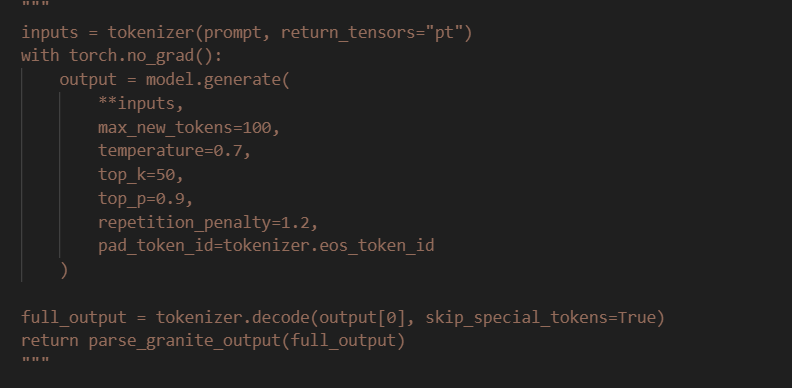 """
inputs = tokenizer(prompt, return_tensors="pt")
with torch.no_grad():
    output = model.generate(
        **inputs,
        max_new_tokens=100,
        temperature=0.7,
        top_k=50,
        top_p=0.9,
        repetition_penalty=1.2,
        pad_token_id=tokenizer.eos_token_id
    )
full_output = tokenizer.decode(output[0], skip_special_tokens=True)
return parse_granite_output(full_output)
"""